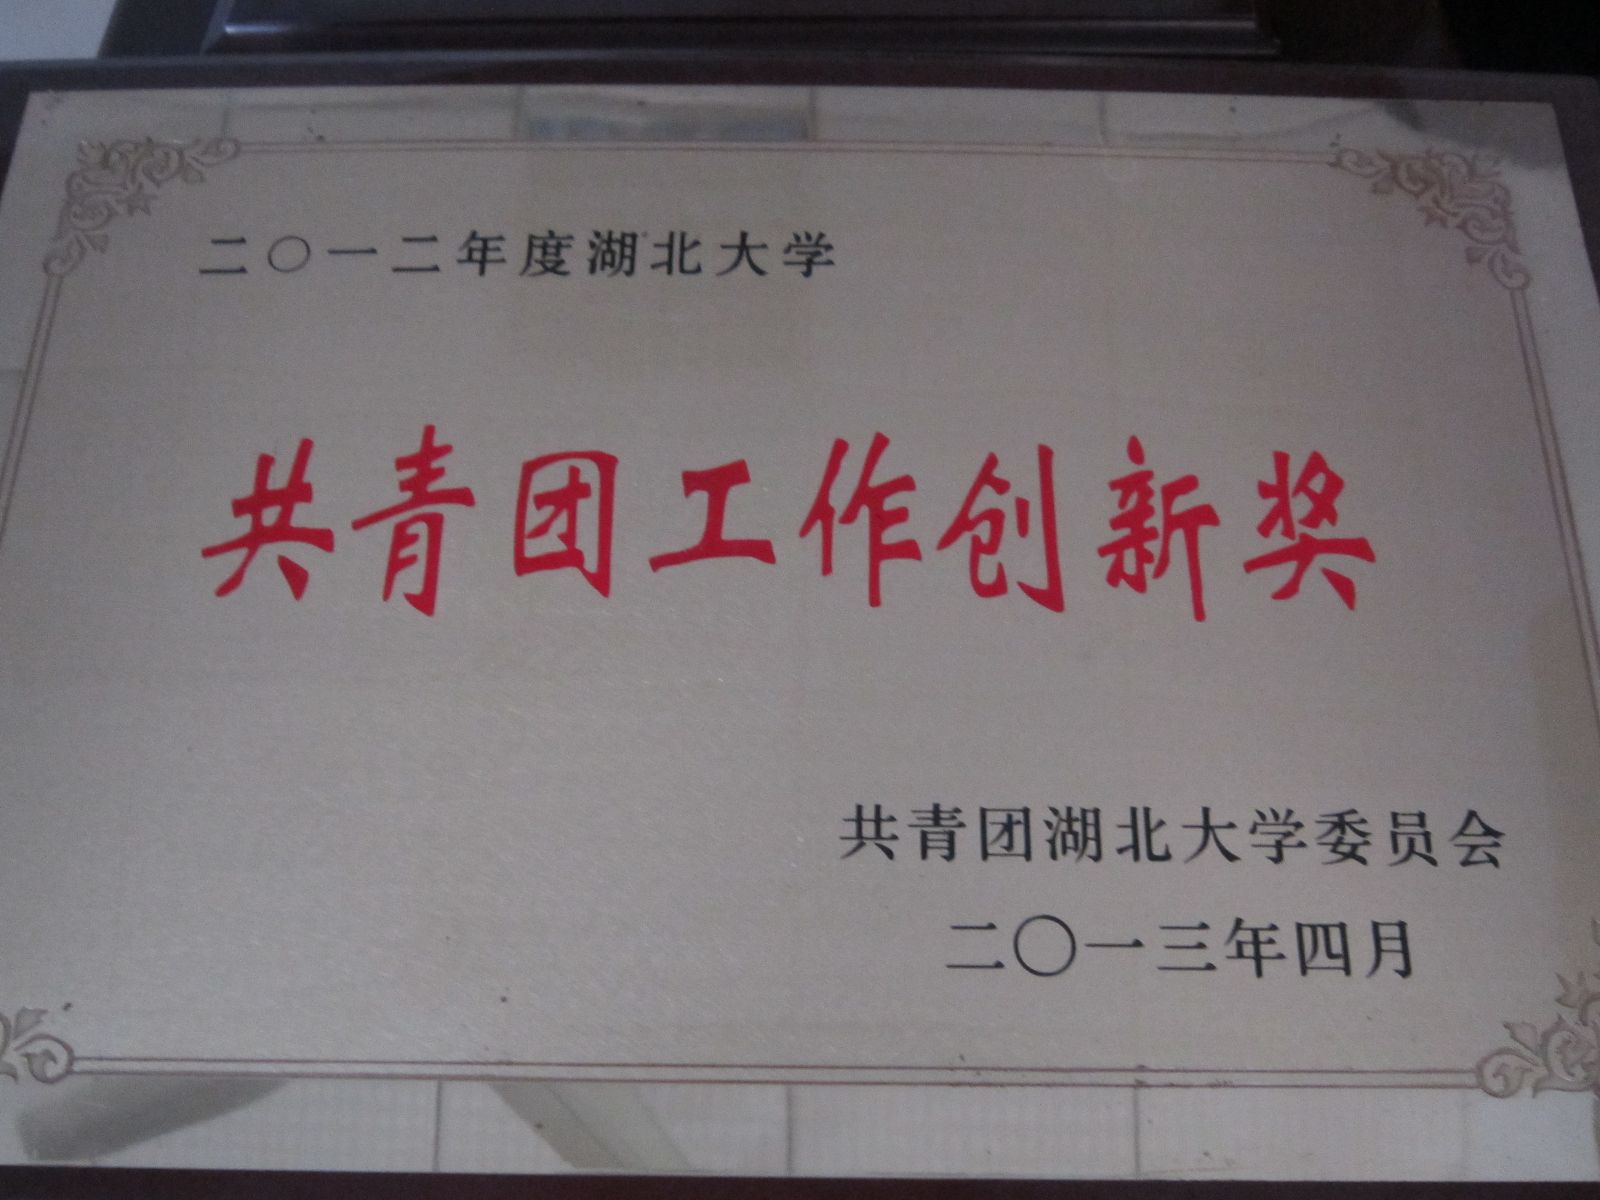 二〇一二年度湖北大学
共青团工作创新奖
共青团湖北大学委员会
二〇一三年四月